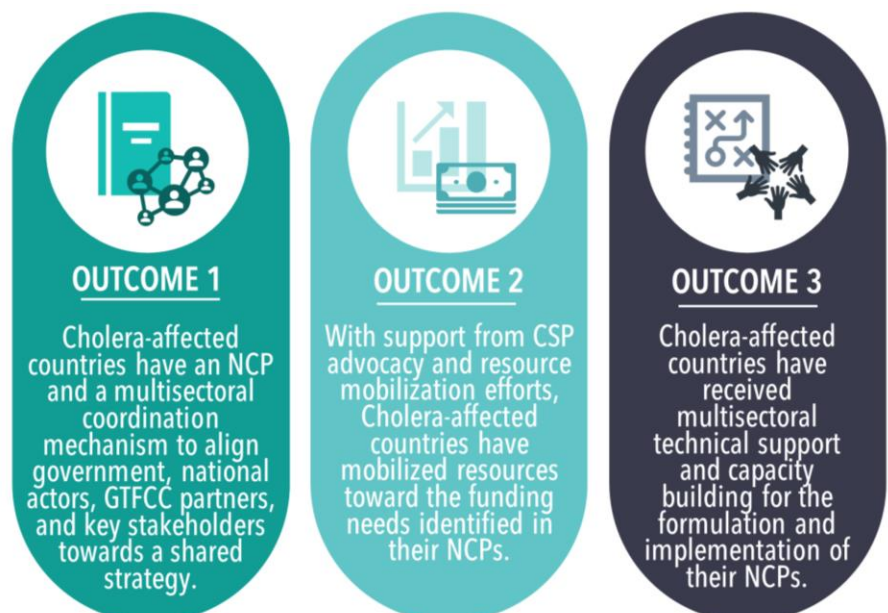 OUTCOME 1
Cholera-affected
countries have an NCP
and a multisectoral
coordination
mechanism to align
government, national
actors, GTFCC partners,
and key stakeholders
towards a shared
strategy.
OUTCOME 2
With support from CSP
advocacy and resource
mobilization efforts,
Cholera-affected
countries have
mobilized resources
toward the funding
needs identified in
their NCPs.
OUTCOME 3
Cholera-affected
countries have
received
multisectoral
technical support
and capacity
building for the
formulation and
implementation of
their NCPs.